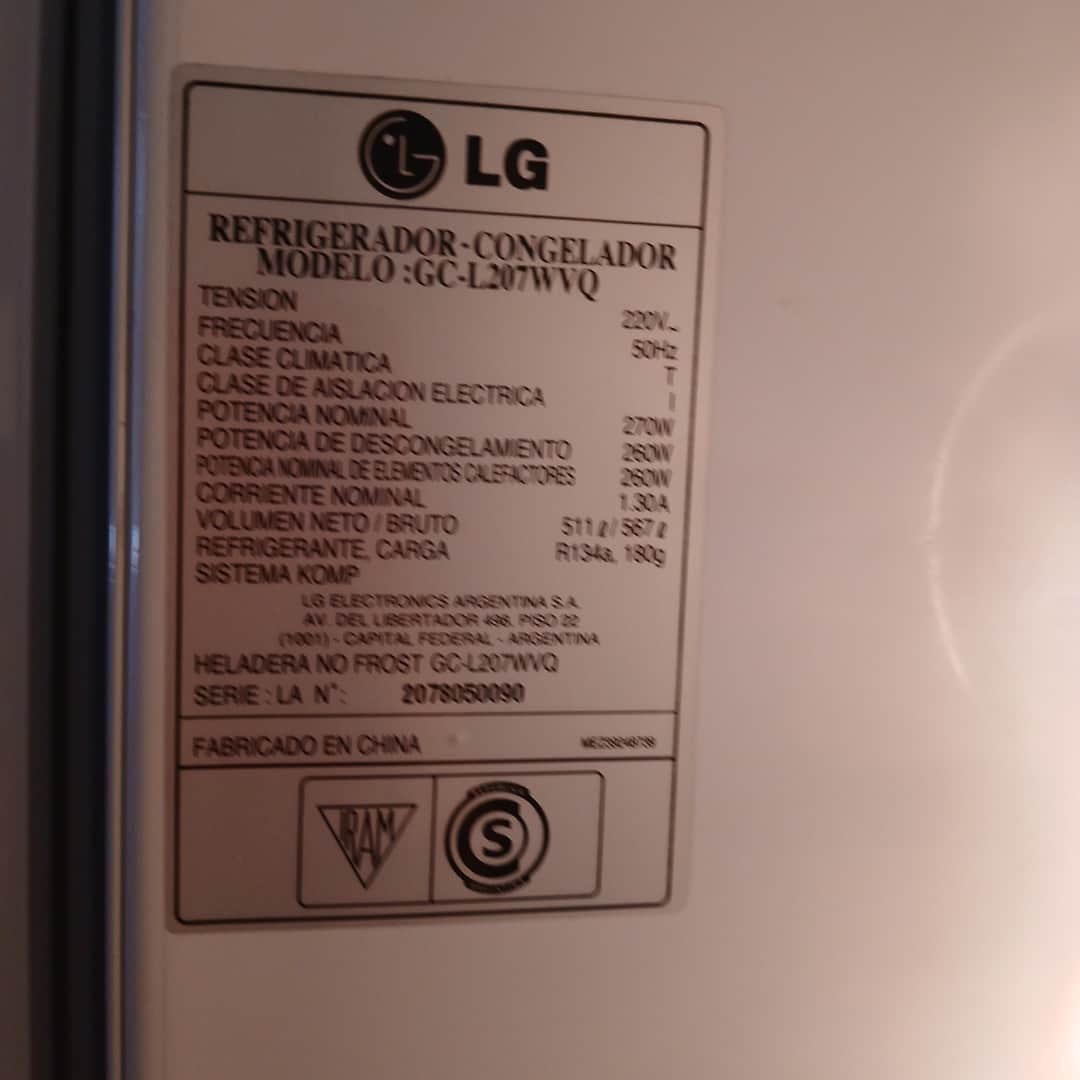 LG
REFRIGERADOR-CONGELADOR
MODELO :GC-L207WVQ
TENSION 220V~
FRECUENCIA 50Hz
CLASE CLIMATICA T
CLASE DE AISLACION ELECTRICA I
POTENCIA NOMINAL 270W
POTENCIA DE DESCONGELAMIENTO 260W
POTENCIA NOMINAL DE ELEMENTOS CALEFACTORES 260W
CORRIENTE NOMINAL 1.30A
VOLUMEN NETO / BRUTO 511 ℓ / 567 ℓ
REFRIGERANTE, CARGA R134a, 180g
SISTEMA KOMP
LG ELECTRONICS ARGENTINA S.A.
AV. DEL LIBERTADOR 498, PISO 22
(1001) - CAPITAL FEDERAL - ARGENTINA
HELADERA NO FROST GC-L207WVQ
SERIE : LA N°: 2078050090
FABRICADO EN CHINA
IRAM S